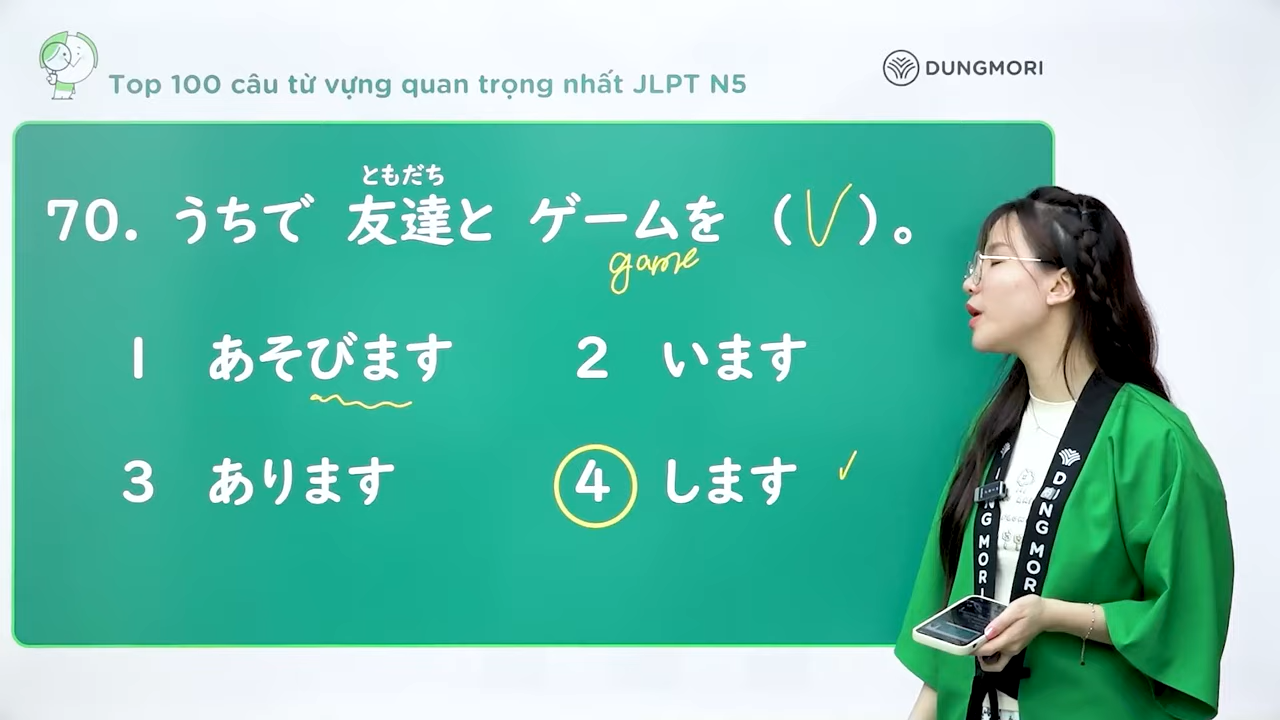 Top 100 câu từ vựng quan trọng nhất JLPT N5
DUNGMORI
ともだち
70. うちで 友達と ゲームを ( V )。
game
1 あそびます 2 います
3 あります 4 します ✓
DUNG MORI